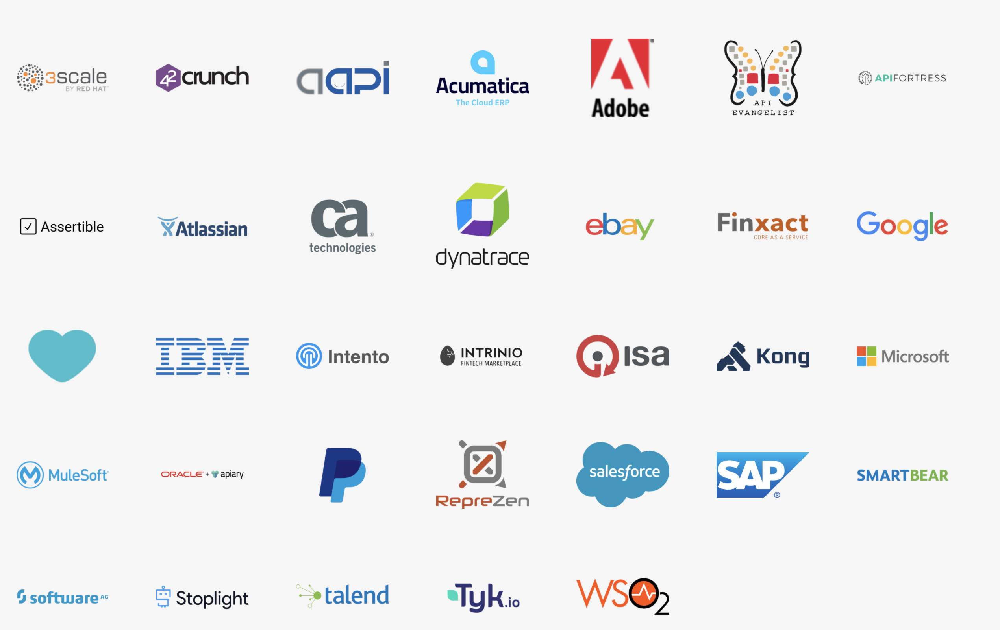 3scale
BY RED HAT
42crunch
aapi
Acumatica
The Cloud ERP
Adobe
API
EVANGELIST
APIFORTRESS
Assertible
Atlassian
ca®
technologies
dynatrace
ebay
Finxact
CORE AS A SERVICE
Google
IBM
Intento
INTRINIO
FINTECH MARKETPLACE
isa
Kong
Microsoft
MuleSoft
ORACLE + apiary
RepreZen
salesforce
SAP®
SMARTBEAR
software AG
Stoplight
talend
Tyk.io
WSO2